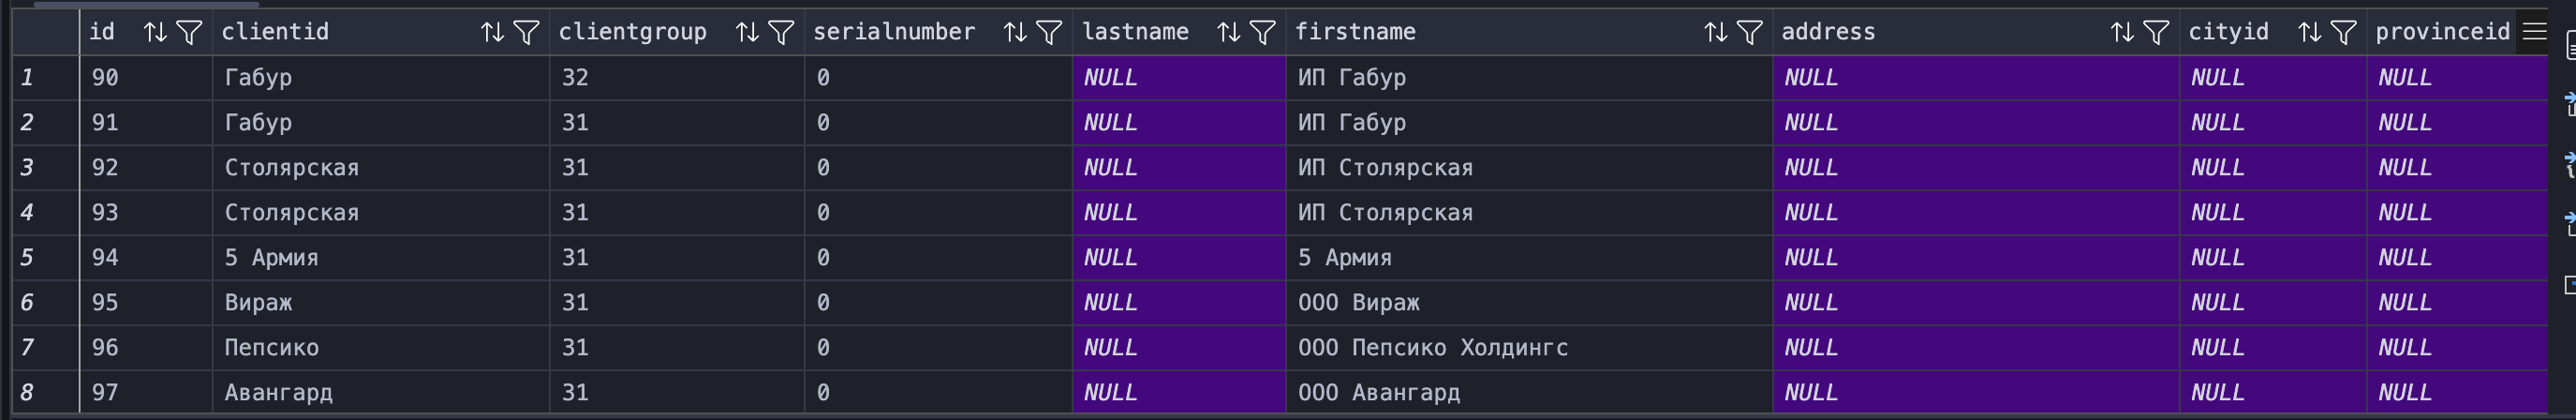 id clientid clientgroup serialnumber lastname firstname address cityid provinceid
1 90 Габур 32 0 NULL ИП Габур NULL NULL NULL
2 91 Габур 31 0 NULL ИП Габур NULL NULL NULL
3 92 Столярская 31 0 NULL ИП Столярская NULL NULL NULL
4 93 Столярская 31 0 NULL ИП Столярская NULL NULL NULL
5 94 5 Армия 31 0 NULL 5 Армия NULL NULL NULL
6 95 Вираж 31 0 NULL ООО Вираж NULL NULL NULL
7 96 Пепсико 31 0 NULL ООО Пепсико Холдингс NULL NULL NULL
8 97 Авангард 31 0 NULL ООО Авангард NULL NULL NULL